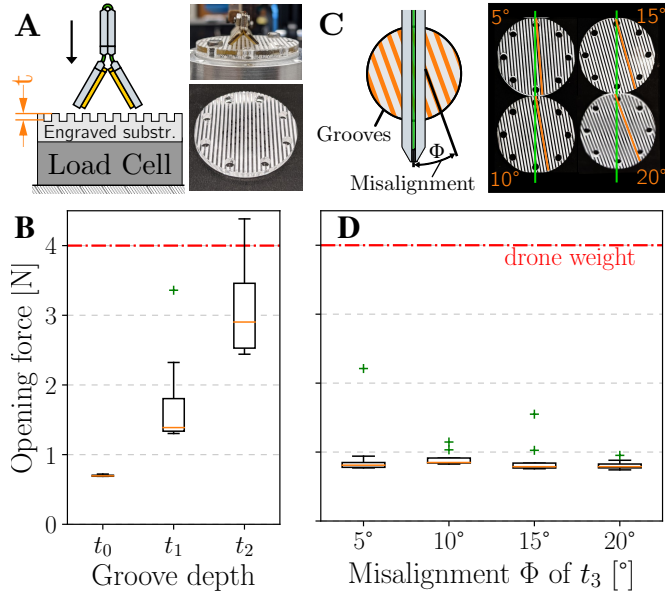 A
t
Engraved substr.
Load Cell
C
Grooves
Φ
Misalignment
5°
15°
10°
20°
B
Opening force [N]
4
3
2
1
0
t₀
t₁
t₂
Groove depth
D
drone weight
5°
10°
15°
20°
Misalignment Φ of t₃ [°]